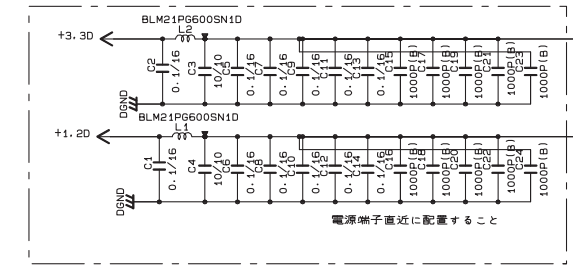 BLM21PG600SN1D
+3.3D
L2
C2
0.1/16
C3
10/10
C5
0.1/16
C7
0.1/16
C9
0.1/16
C11
0.1/16
C13
0.1/16
C15
1000P(B)
C17
1000P(B)
C19
1000P(B)
C21
1000P(B)
C23
1000P(B)
DGND
BLM21PG600SN1D
+1.2D
L1
C1
0.1/16
C4
10/10
C6
0.1/16
C8
0.1/16
C10
0.1/16
C12
0.1/16
C14
0.1/16
C16
1000P(B)
C18
1000P(B)
C20
1000P(B)
C22
1000P(B)
C24
1000P(B)
DGND
電源端子直近に配置すること